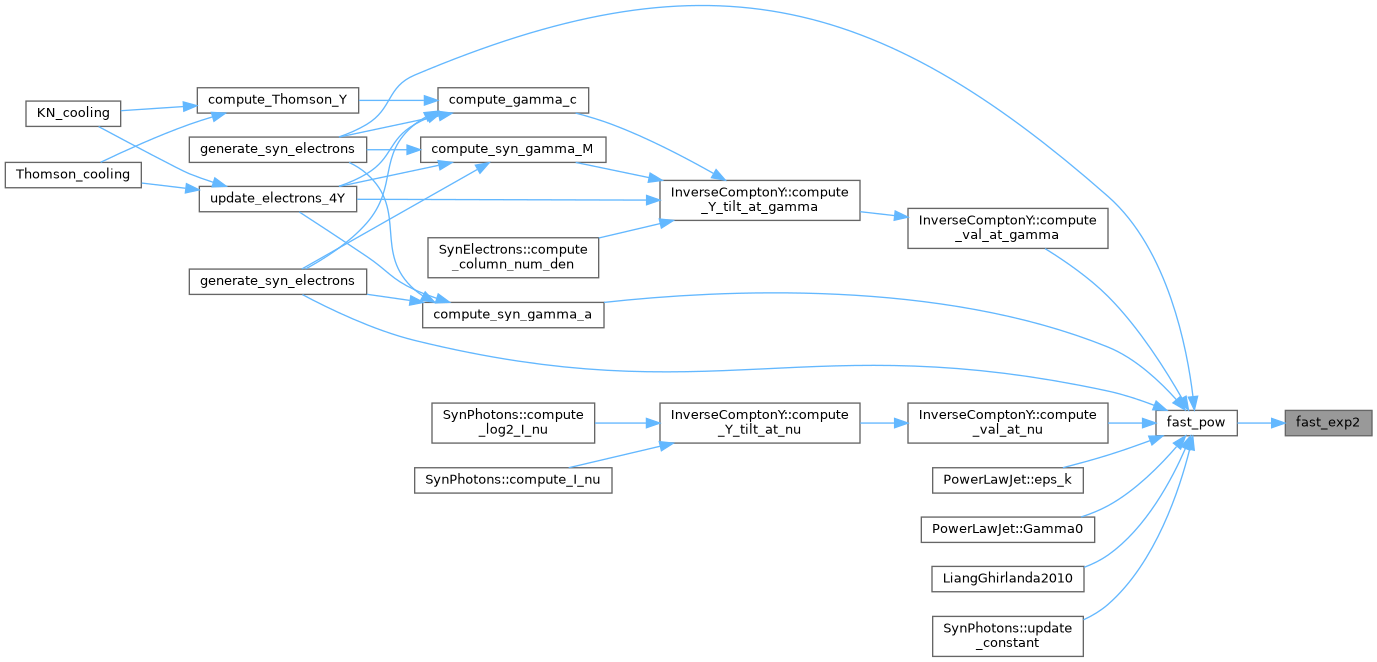 KN_cooling
Thomson_cooling
compute_Thomson_Y
generate_syn_electrons
update_electrons_4Y
generate_syn_electrons
compute_gamma_c
compute_syn_gamma_M
SynElectrons::compute
_column_num_den
compute_syn_gamma_a
SynPhotons::compute
_log2_I_nu
SynPhotons::compute_I_nu
InverseComptonY::compute
_Y_tilt_at_gamma
InverseComptonY::compute
_Y_tilt_at_nu
InverseComptonY::compute
_val_at_gamma
InverseComptonY::compute
_val_at_nu
PowerLawJet::eps_k
PowerLawJet::Gamma0
LiangGhirlanda2010
SynPhotons::update
_constant
fast_pow
fast_exp2